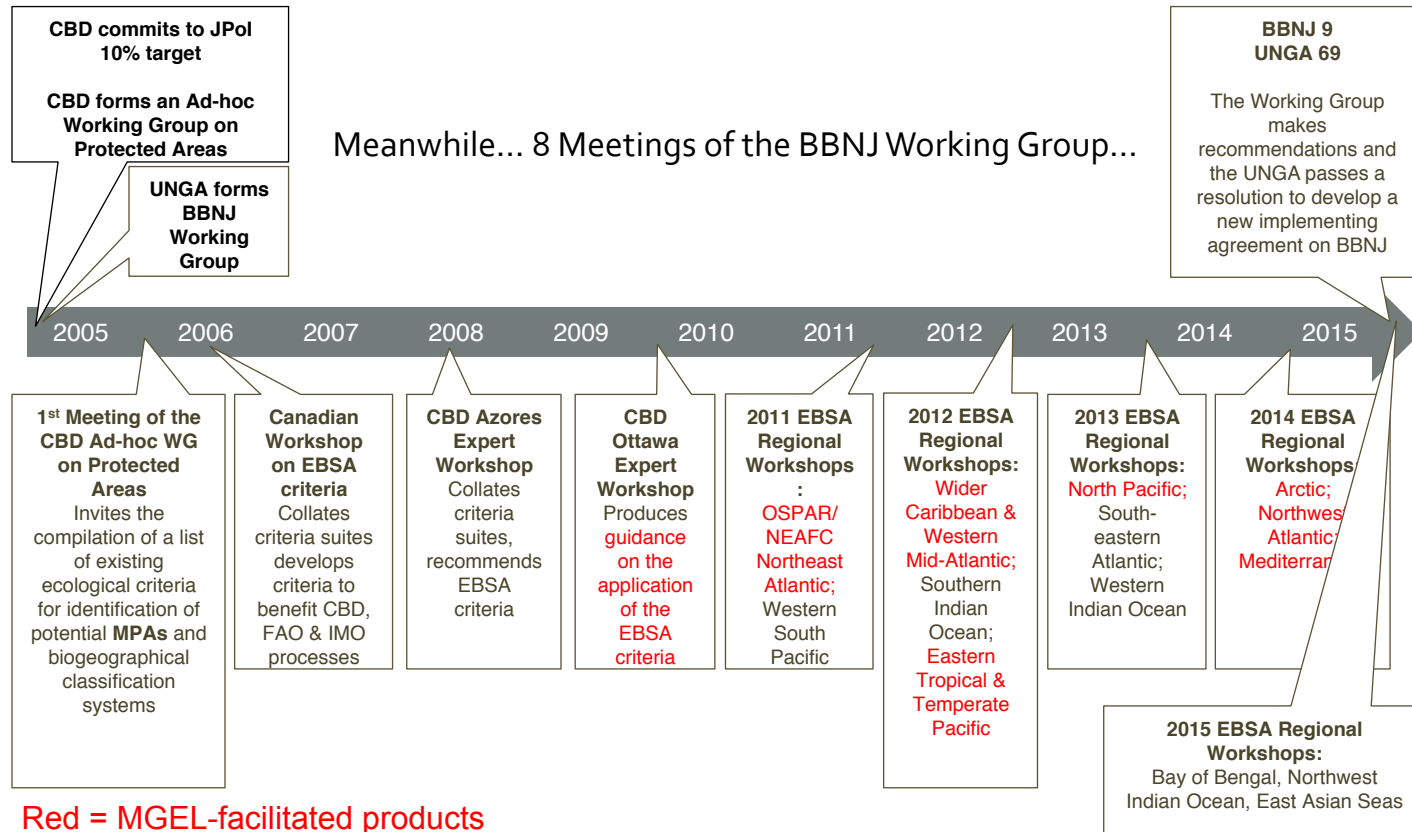 CBD commits to JPol
10% target
CBD forms an Ad-hoc
Working Group on
Protected Areas
UNGA forms
BBNJ
Working
Group
Meanwhile... 8 Meetings of the BBNJ Working Group...
BBNJ 9
UNGA 69
The Working Group
makes
recommendations and
the UNGA passes a
resolution to develop a
new implementing
agreement on BBNJ
2005 2006 2007 2008 2009 2010 2011 2012 2013 2014 2015
1st Meeting of the
CBD Ad-hoc WG
on Protected
Areas
Invites the
compilation of a list
of existing
ecological criteria
for identification of
potential MPAs and
biogeographical
classification
systems
Canadian
Workshop
on EBSA
criteria
Collates
criteria suites
develops
criteria to
benefit CBD,
FAO & IMO
processes
CBD Azores
Expert
Workshop
Collates
criteria
suites,
recommends
EBSA
criteria
CBD
Ottawa
Expert
Workshop
Produces
guidance
on the
application
of the
EBSA
criteria
2011 EBSA
Regional
Workshops
:
OSPAR/
NEAFC
Northeast
Atlantic;
Western
South
Pacific
2012 EBSA
Regional
Workshops:
Wider
Caribbean &
Western
Mid-Atlantic;
Southern
Indian
Ocean;
Eastern
Tropical &
Temperate
Pacific
2013 EBSA
Regional
Workshops:
North Pacific;
South-
eastern
Atlantic;
Western
Indian Ocean
2014 EBSA
Regional
Workshops
Arctic;
Northwes
Atlantic;
Mediterran
2015 EBSA Regional
Workshops:
Bay of Bengal, Northwest
Indian Ocean, East Asian Seas
Red = MGEL-facilitated products